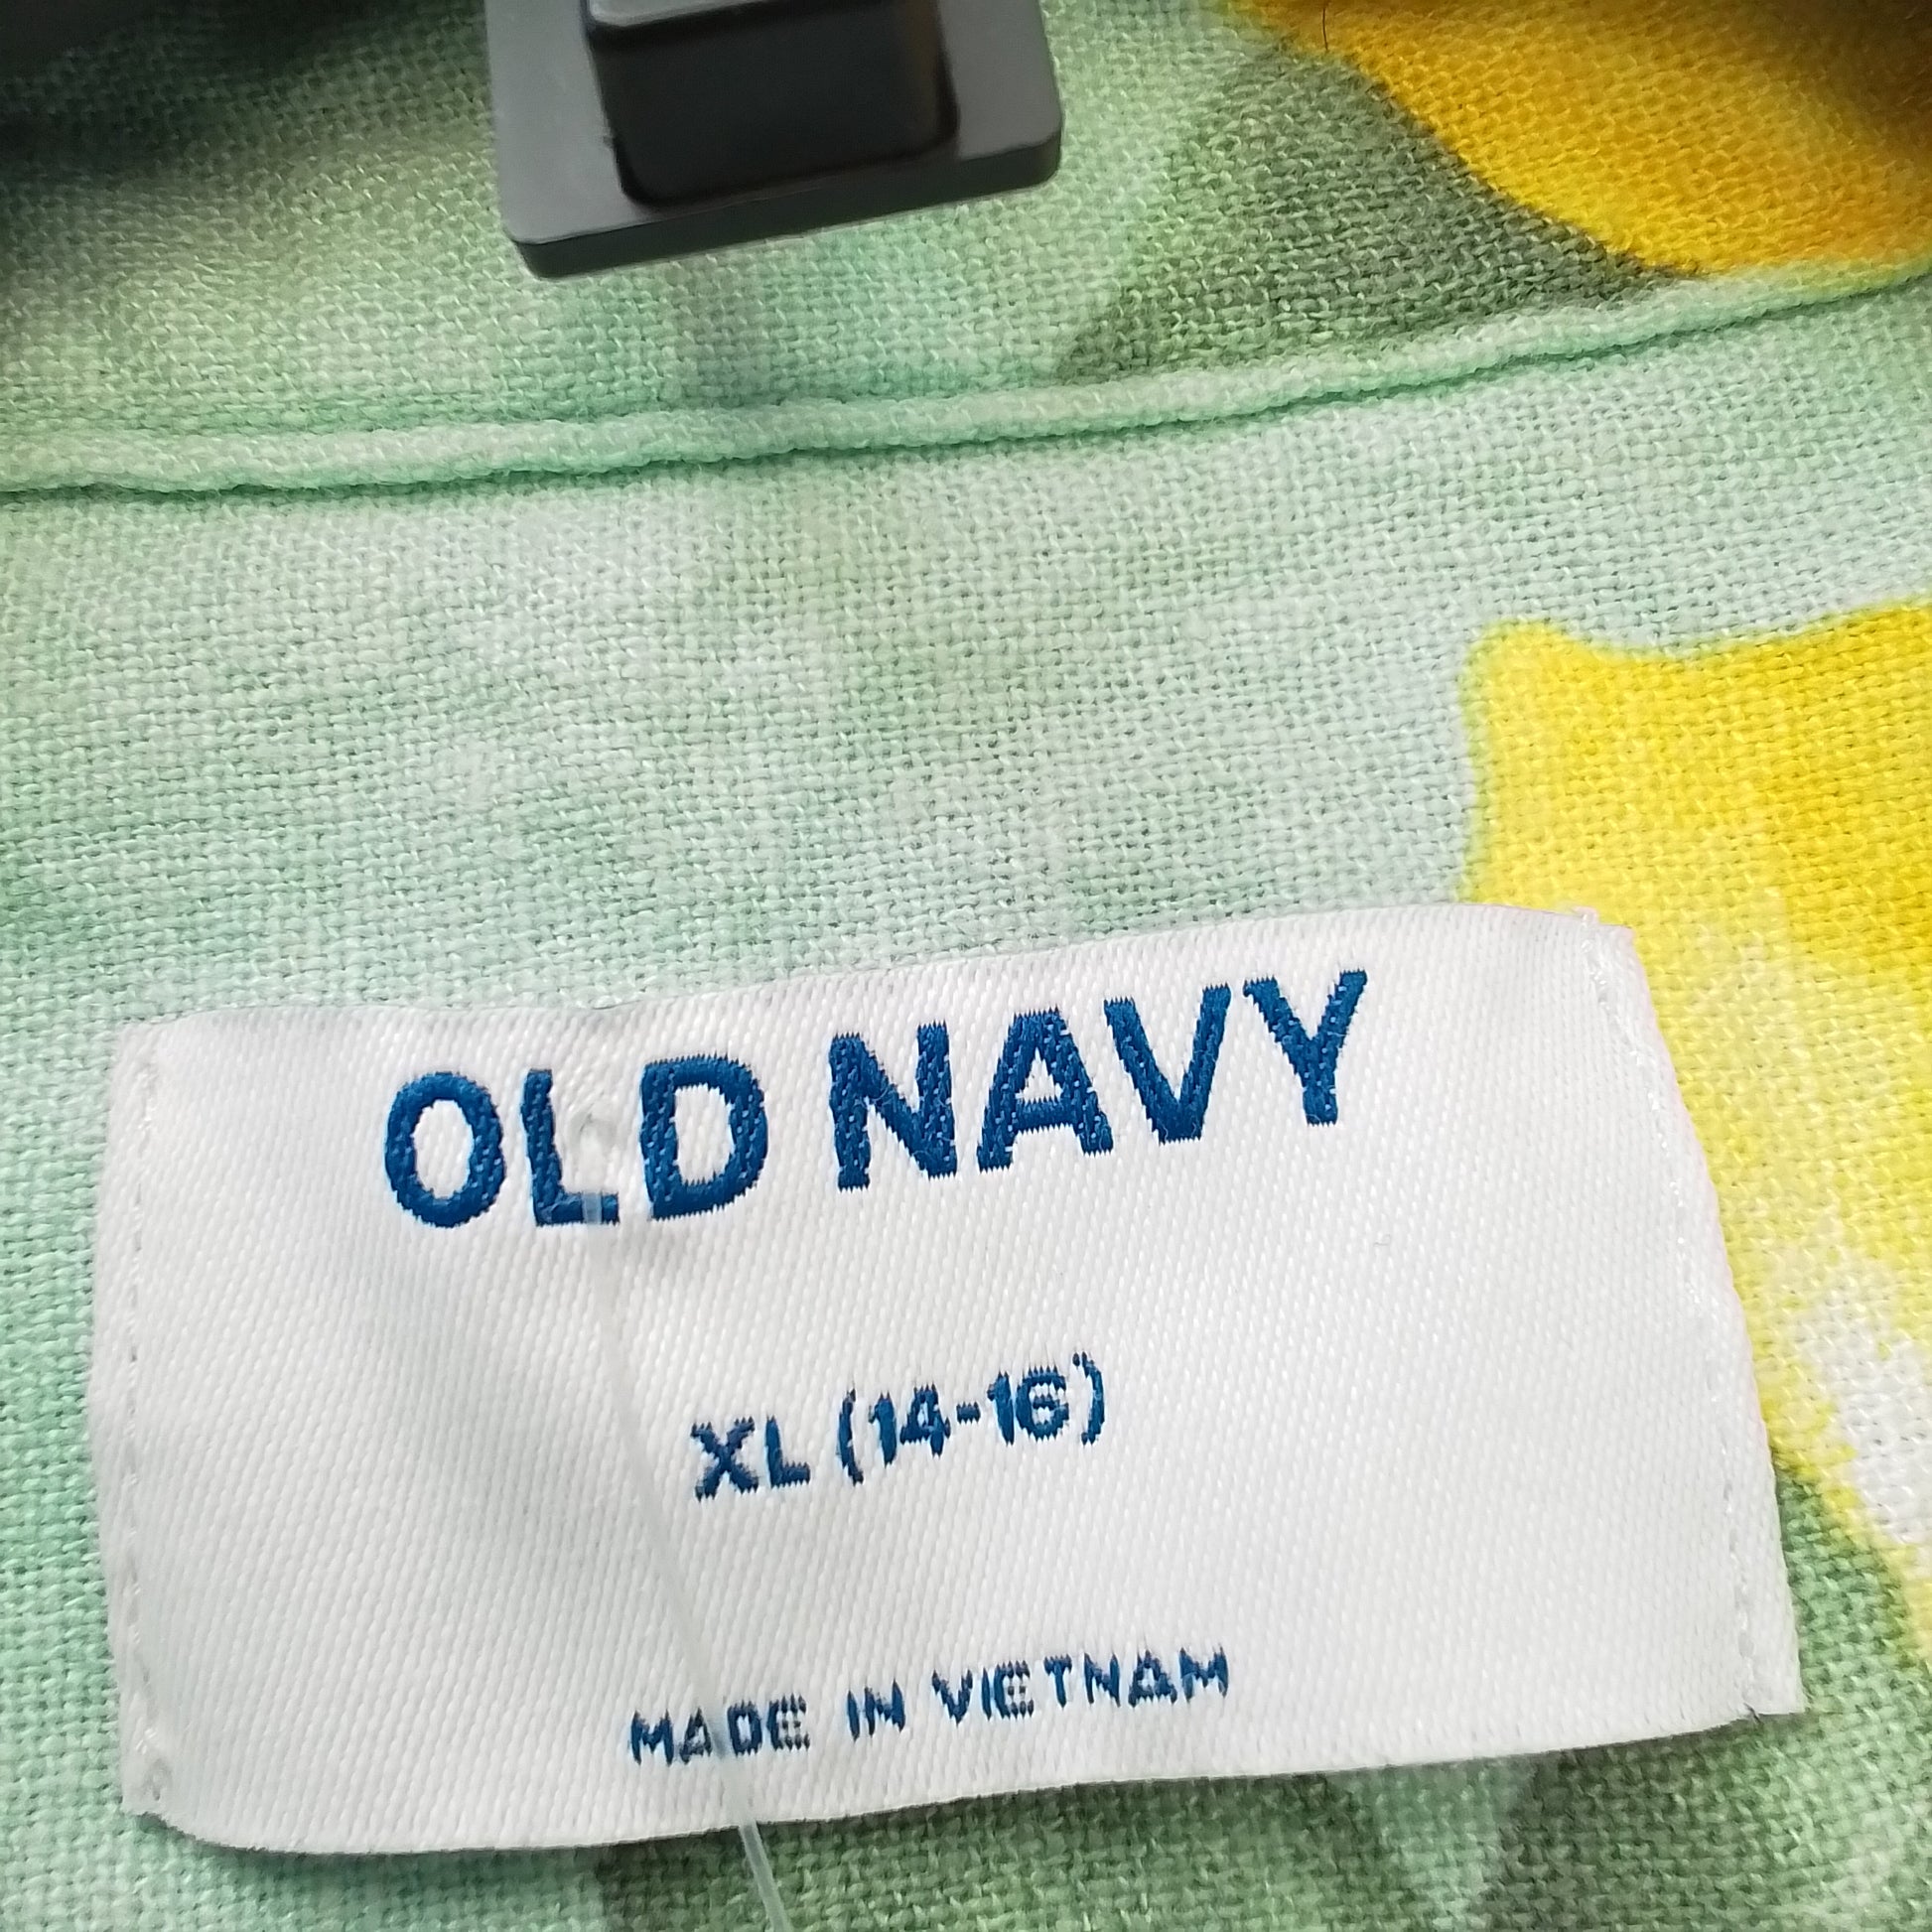 OLD NAVY
XL (14-16)
MADE IN VIETNAM